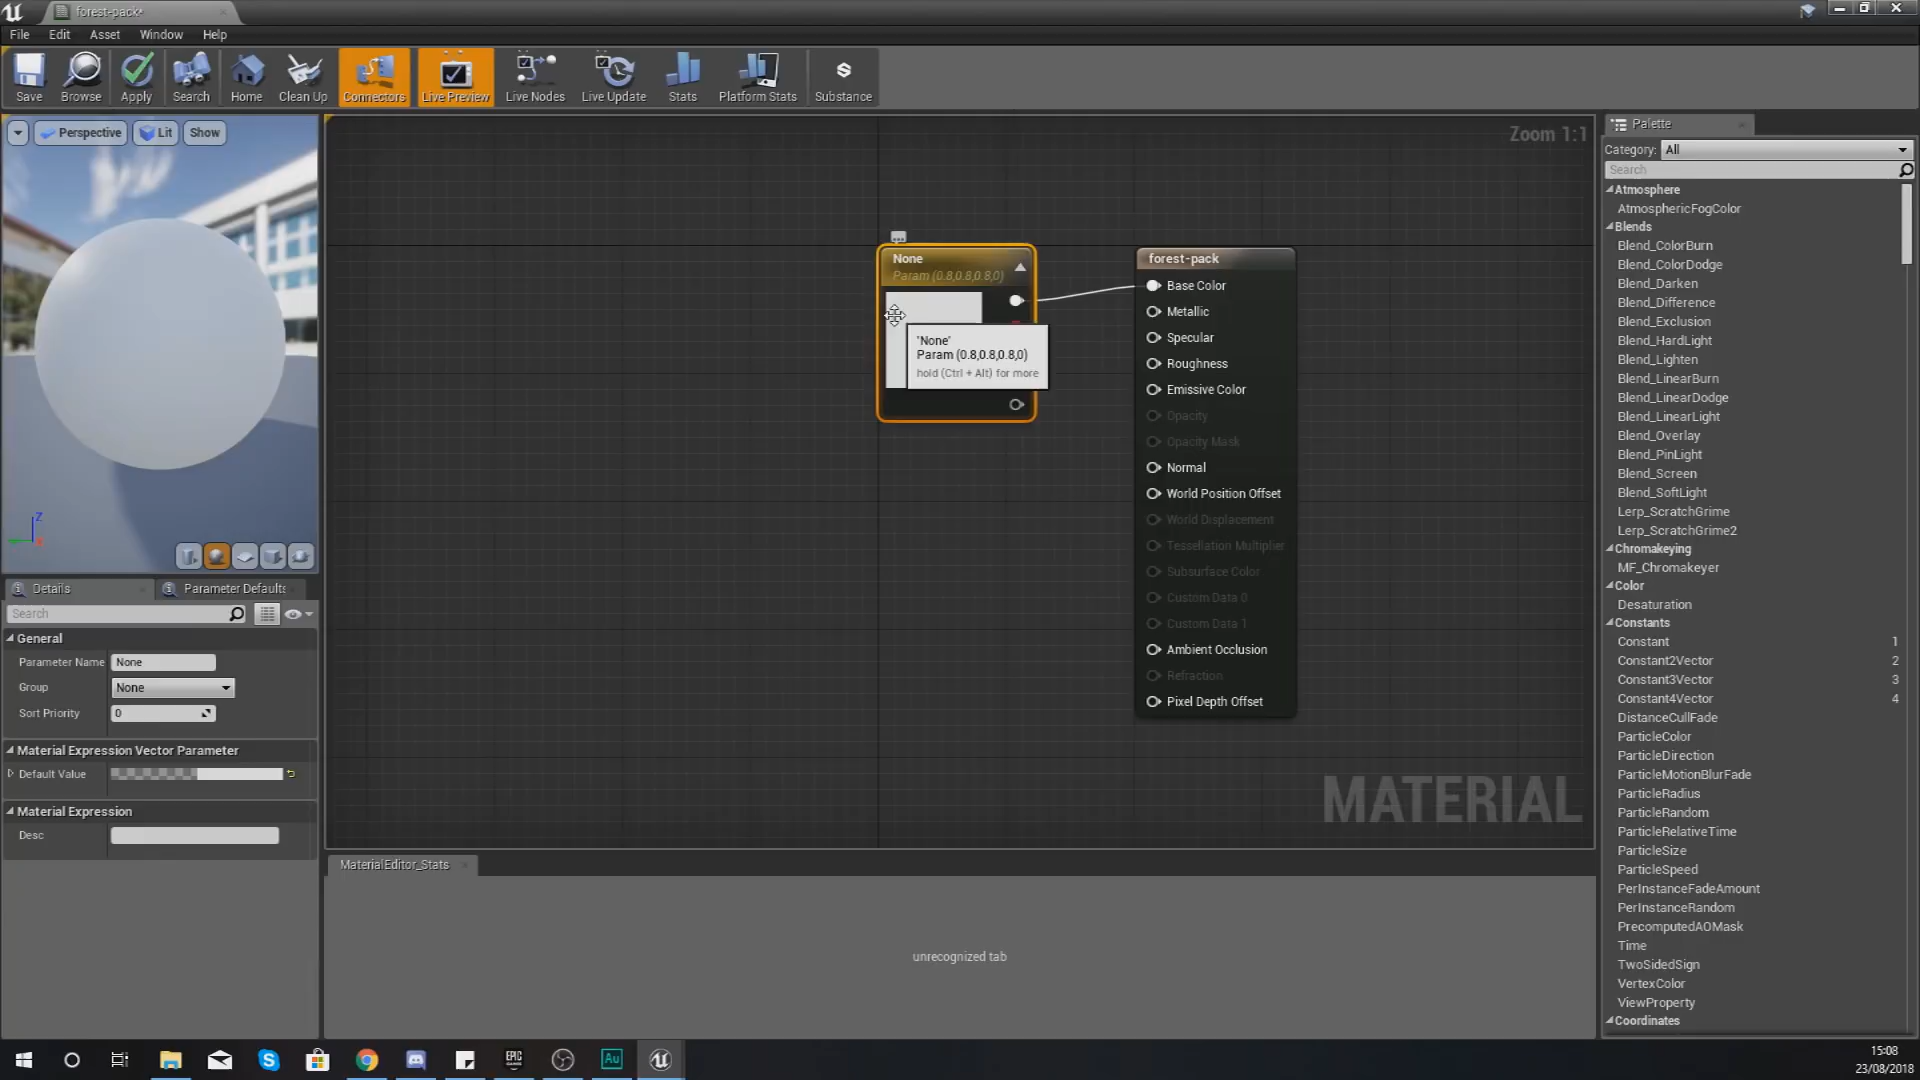 forest-pack*
File Edit Asset Window Help
Save Browse Apply Search Home Clean Up Connectors Live Preview Live Nodes Live Update Stats Platform Stats Substance
Perspective Lit Show
Zoom 1:1
None
Param (0.8,0.8,0.8,0)
'None'
Param (0.8,0.8,0.8,0)
hold (Ctrl + Alt) for more
forest-pack
Base Color
Metallic
Specular
Roughness
Emissive Color
Opacity
Opacity Mask
Normal
World Position Offset
World Displacement
Tessellation Multiplier
Subsurface Color
Custom Data 0
Custom Data 1
Ambient Occlusion
Refraction
Pixel Depth Offset
MATERIAL
Z
Details Parameter Defaults
Search
General
Parameter Name None
Group None
Sort Priority 0
Material Expression Vector Parameter
Default Value
Material Expression
Desc
MaterialEditor_Stats
unrecognized tab
Palette
Category: All
Search
Atmosphere
AtmosphericFogColor
Blends
Blend_ColorBurn
Blend_ColorDodge
Blend_Darken
Blend_Difference
Blend_Exclusion
Blend_HardLight
Blend_Lighten
Blend_LinearBurn
Blend_LinearDodge
Blend_LinearLight
Blend_Overlay
Blend_PinLight
Blend_Screen
Blend_SoftLight
Lerp_ScratchGrime
Lerp_ScratchGrime2
Chromakeying
MF_Chromakeyer
Color
Desaturation
Constants
Constant 1
Constant2Vector 2
Constant3Vector 3
Constant4Vector 4
DistanceCullFade
ParticleColor
ParticleDirection
ParticleMotionBlurFade
ParticleRadius
ParticleRandom
ParticleRelativeTime
ParticleSize
ParticleSpeed
PerInstanceFadeAmount
PerInstanceRandom
PrecomputedAOMask
Time
TwoSidedSign
VertexColor
ViewProperty
Coordinates
EPIC
Au
15:08
23/08/2018